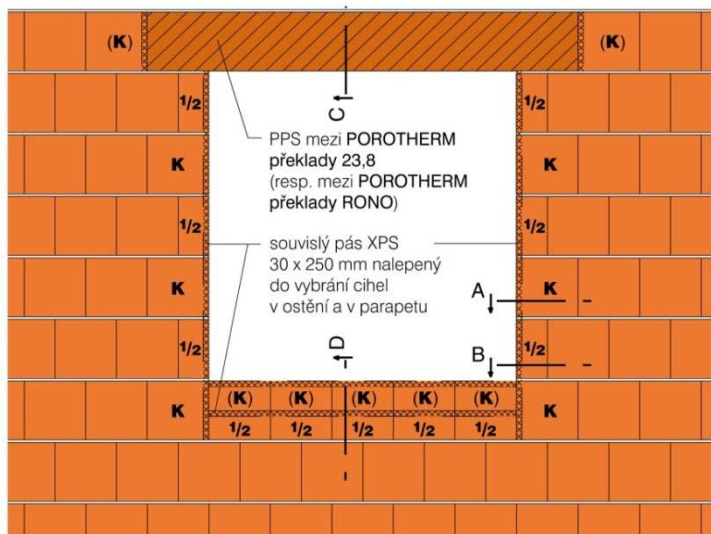 (K)
(K)
1/2
1/2
C
PPS mezi POROTHERM
překlady 23,8
(resp. mezi POROTHERM
překlady RONO)
K
K
1/2
1/2
souvislý pás XPS
30 x 250 mm nalepený
do vybrání cihel
v ostění a v parapetu
K
K
A
1/2
1/2
D
B
K
(K) (K) (K) (K) (K)
K
1/2 1/2 1/2 1/2 1/2